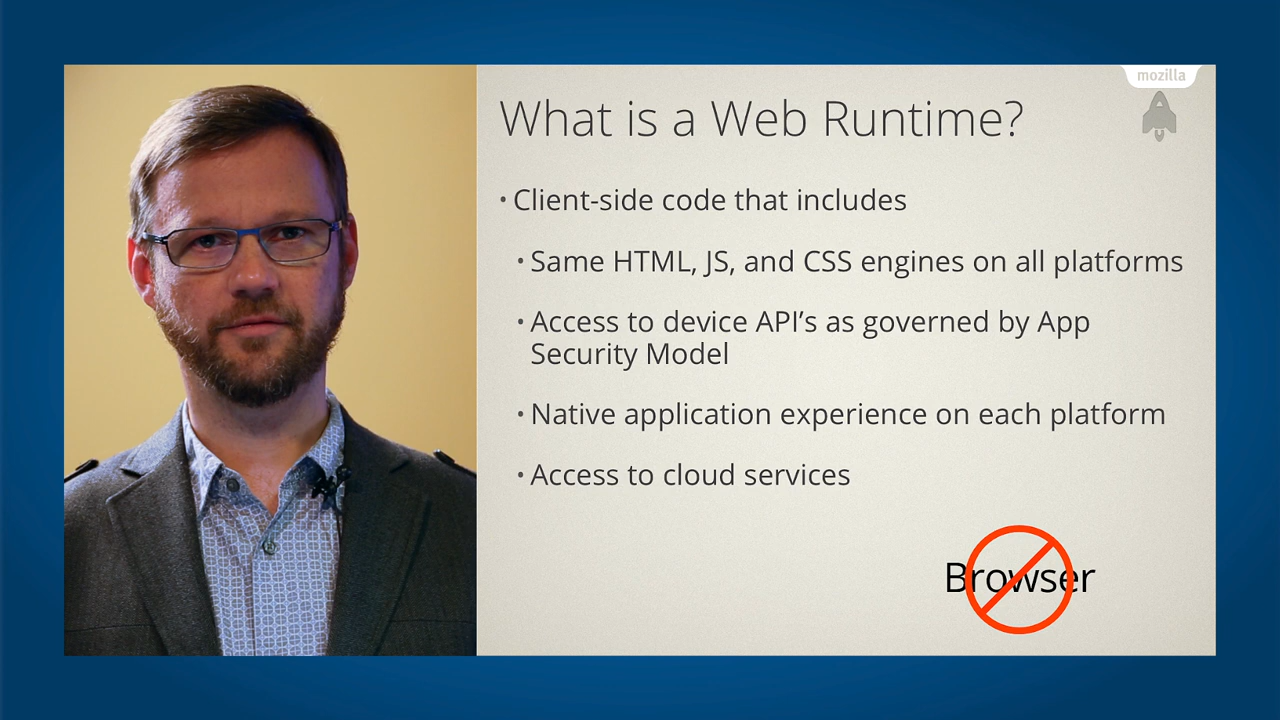 mozilla
What is a Web Runtime?
• Client-side code that includes
• Same HTML, JS, and CSS engines on all platforms
• Access to device API’s as governed by App
Security Model
• Native application experience on each platform
• Access to cloud services
Browser